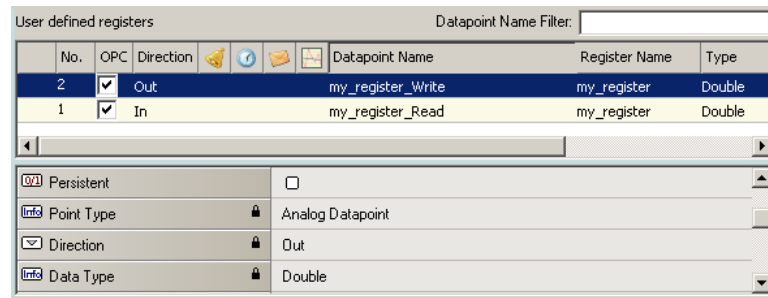 User defined registers Datapoint Name Filter:
No. OPC Direction Datapoint Name Register Name Type
2 Out my_register_Write my_register Double
1 In my_register_Read my_register Double
0/1 Persistent
Info Point Type Analog Datapoint
Direction Out
Info Data Type Double